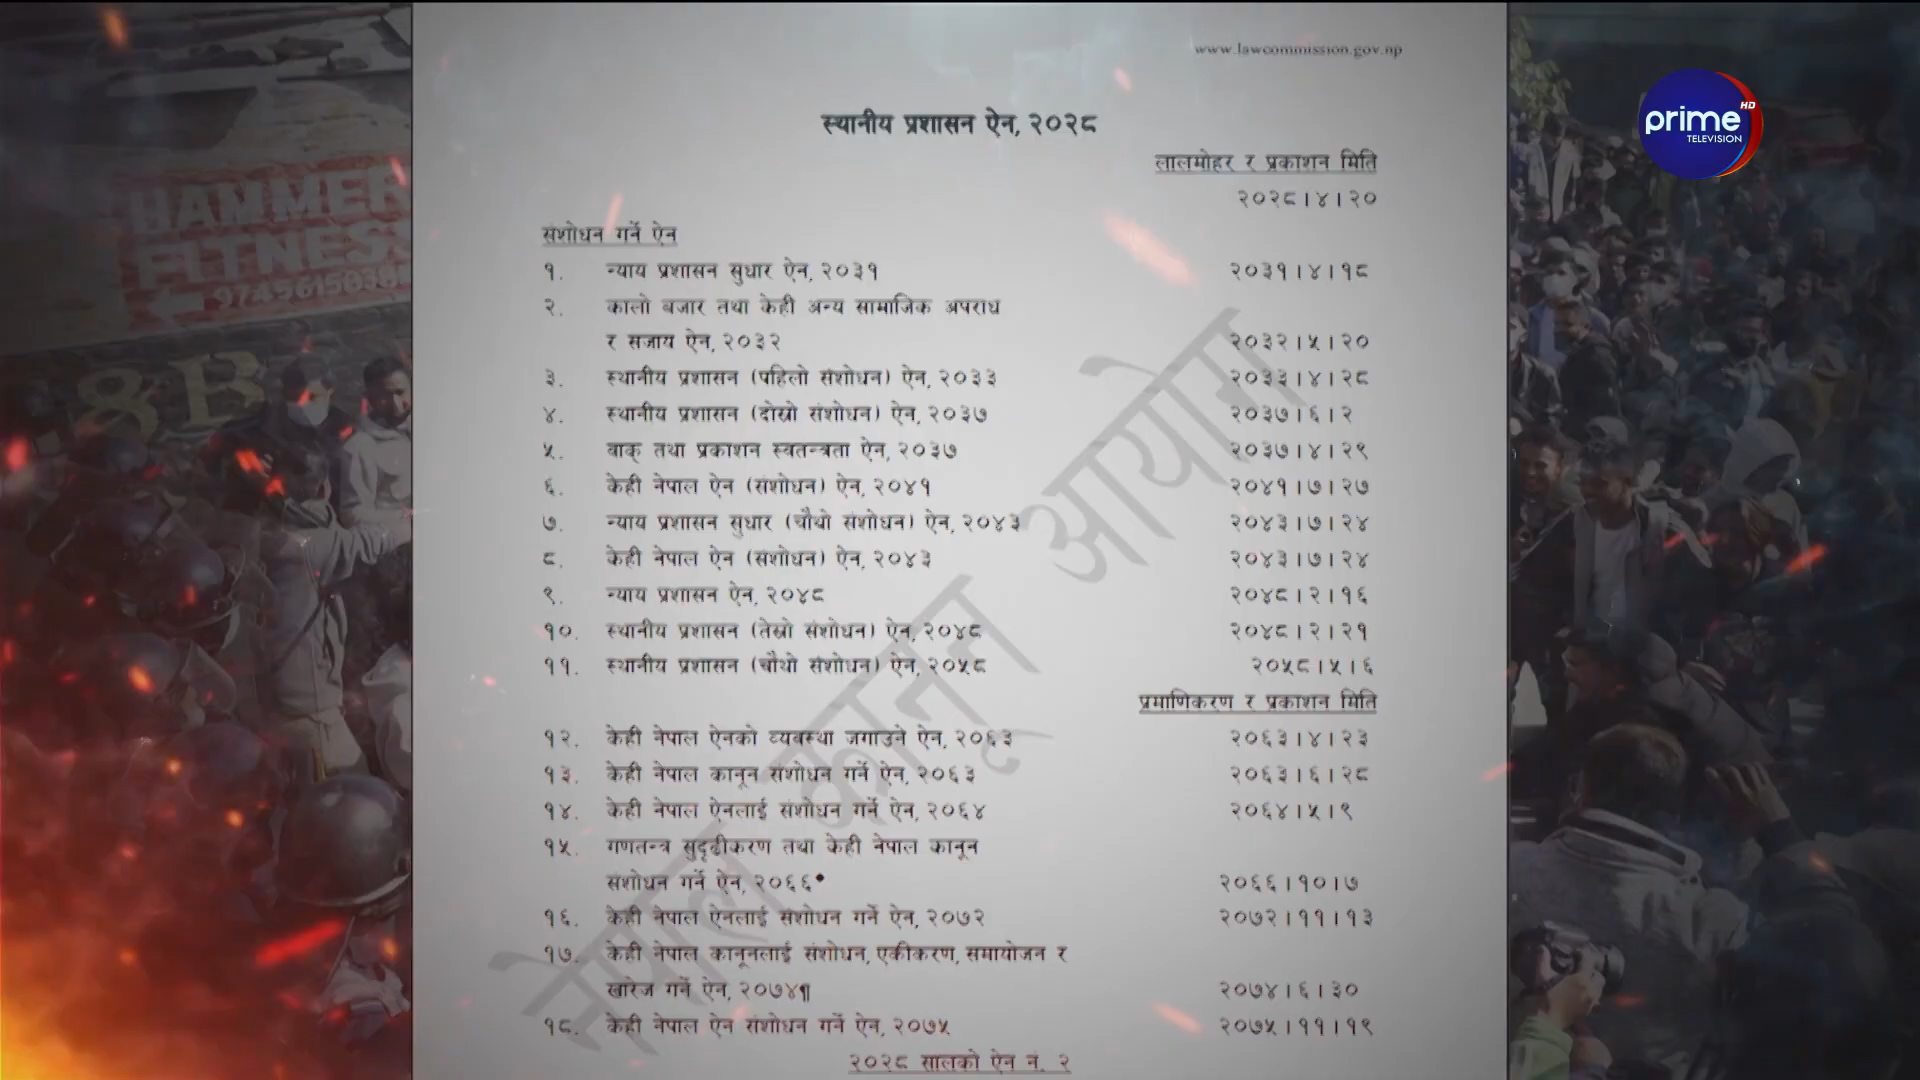 www.lawcommission.gov.np
prime HD
TELEVISION
स्थानीय प्रशासन ऐन, २०२८
लालमोहर र प्रकाशन मिति
२०२८।४।२०
संशोधन गर्ने ऐन
१. न्याय प्रशासन सुधार ऐन, २०३१ २०३१।४।१८
२. कालो बजार तथा केही अन्य सामाजिक अपराध
र सजाय ऐन, २०३२ २०३२।५।२०
३. स्थानीय प्रशासन (पहिलो संशोधन) ऐन, २०३३ २०३३।४।२८
४. स्थानीय प्रशासन (दोस्रो संशोधन) ऐन, २०३७ २०३७।६।२
५. वाक् तथा प्रकाशन स्वतन्त्रता ऐन, २०३७ २०३७।४।२९
६. केही नेपाल ऐन (संशोधन) ऐन, २०४१ २०४१।७।२७
७. न्याय प्रशासन सुधार (चौथो संशोधन) ऐन, २०४३ २०४३।७।२४
८. केही नेपाल ऐन (संशोधन) ऐन, २०४३ २०४३।७।२४
९. न्याय प्रशासन ऐन, २०४८ २०४८।२।१६
१०. स्थानीय प्रशासन (तेस्रो संशोधन) ऐन, २०४८ २०४८।२।२१
११. स्थानीय प्रशासन (चौथो संशोधन) ऐन, २०५८ २०५८।५।६
प्रमाणिकरण र प्रकाशन मिति
१२. केही नेपाल ऐनको व्यवस्था जगाउने ऐन, २०६३ २०६३।४।२३
१३. केही नेपाल कानून संशोधन गर्ने ऐन, २०६३ २०६३।६।२८
१४. केही नेपाल ऐनलाई संशोधन गर्ने ऐन, २०६४ २०६४।५।९
१५. गणतन्त्र सुदृढीकरण तथा केही नेपाल कानून
संशोधन गर्ने ऐन, २०६६• २०६६।१०।७
१६. केही नेपाल ऐनलाई संशोधन गर्ने ऐन, २०७२ २०७२।११।१३
१७. केही नेपाल कानूनलाई संशोधन, एकीकरण, समायोजन र
खारेज गर्ने ऐन, २०७४¶ २०७४।६।३०
१८. केही नेपाल ऐन संशोधन गर्ने ऐन, २०७५ २०७५।११।१९
२०२८ सालको ऐन नं. २
नेपाल कानून आयोग
HAMMER
FITNESS
8B